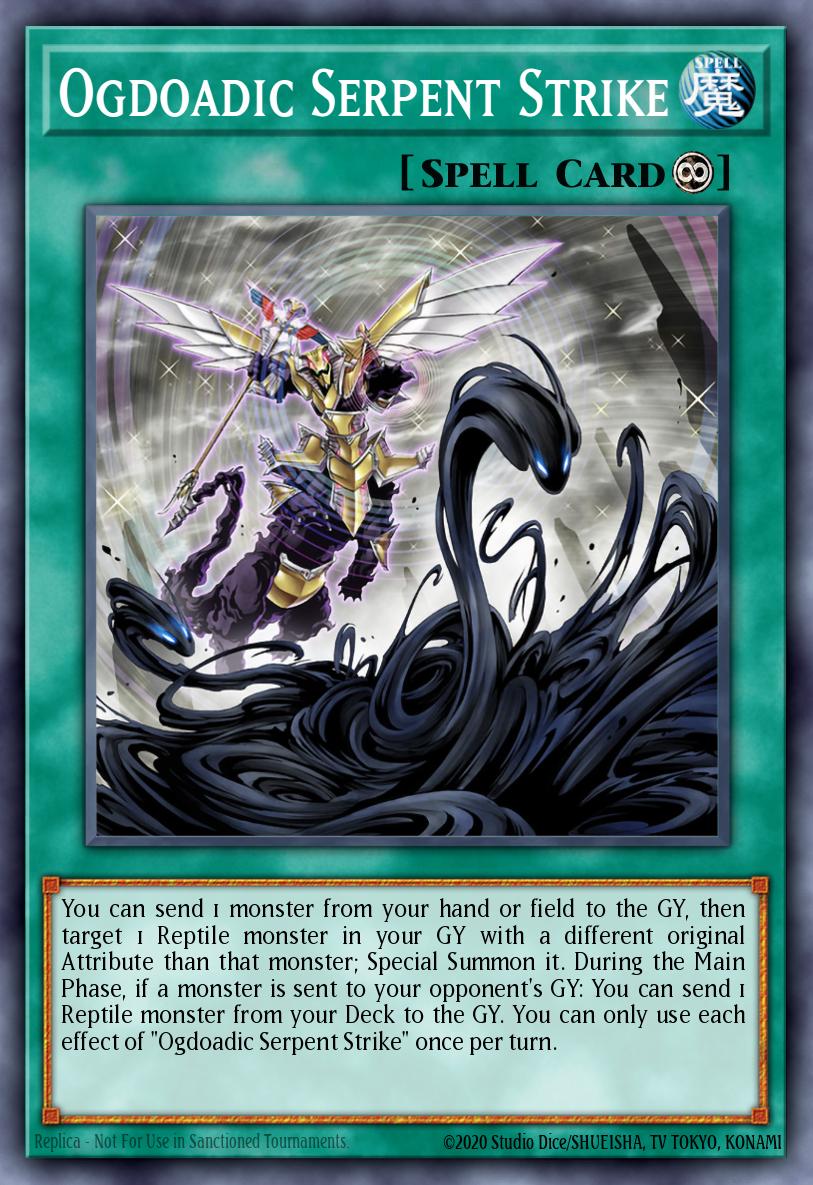 Ogdoadic Serpent Strike
SPELL
魔
[Spell Card]
You can send 1 monster from your hand or field to the GY, then
target 1 Reptile monster in your GY with a different original
Attribute than that monster; Special Summon it. During the Main
Phase, if a monster is sent to your opponent's GY: You can send 1
Reptile monster from your Deck to the GY. You can only use each
effect of "Ogdoadic Serpent Strike" once per turn.
Replica - Not For Use in Sanctioned Tournaments.
©2020 Studio Dice/SHUEISHA, TV TOKYO, KONAMI